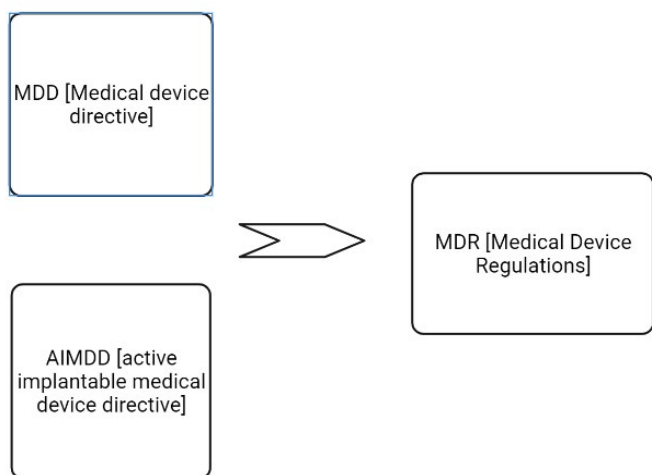 MDD [Medical device
directive]
AIMDD [active
implantable medical
device directive]
MDR [Medical Device
Regulations]